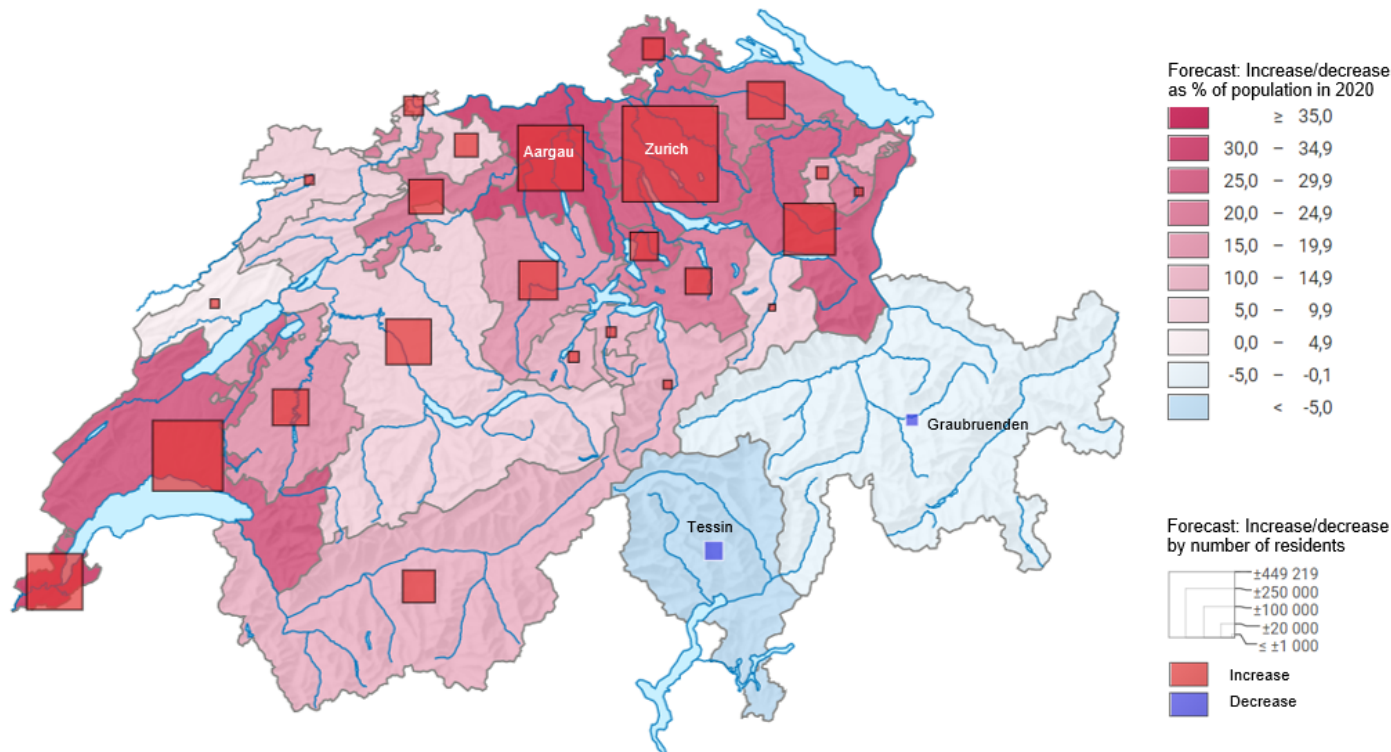 Aargau
Zurich
Graubruenden
Tessin
Forecast: Increase/decrease
as % of population in 2020
≥ 35,0
30,0 – 34,9
25,0 – 29,9
20,0 – 24,9
15,0 – 19,9
10,0 – 14,9
5,0 – 9,9
0,0 – 4,9
-5,0 – -0,1
< -5,0
Forecast: Increase/decrease
by number of residents
±449 219
±250 000
±100 000
±20 000
≤ ±1 000
Increase
Decrease